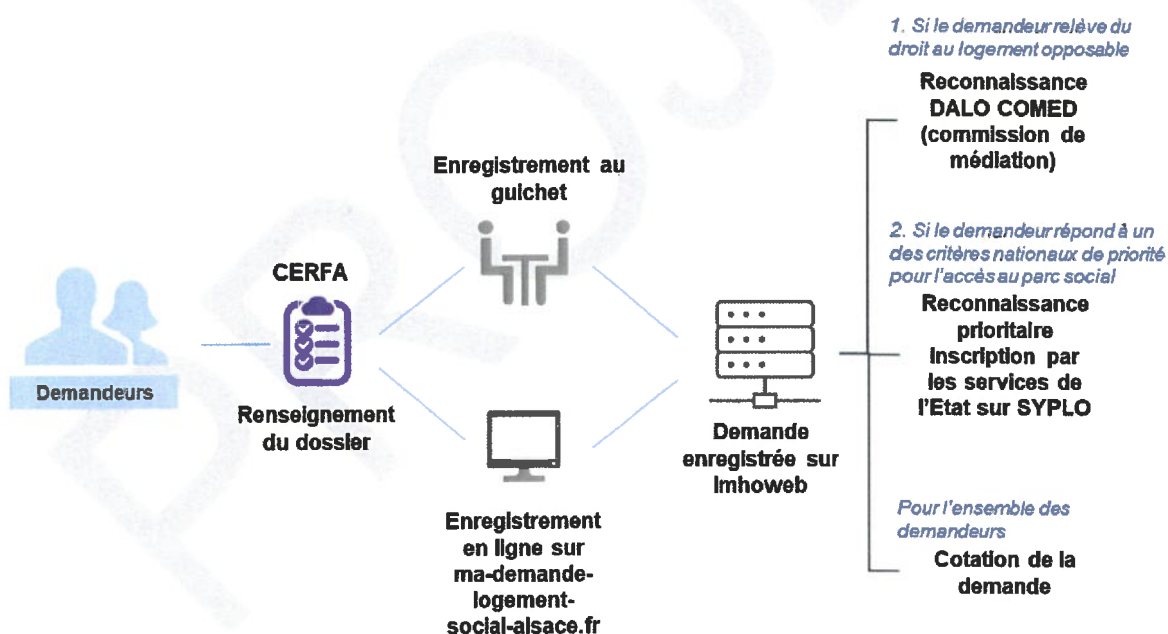 Demandeurs
CERFA
Renseignement
du dossier
Enregistrement au
guichet
Enregistrement
en ligne sur
ma-demande-
logement-
social-alsace.fr
Demande
enregistrée sur
Imhoweb
1. Si le demandeur relève du
droit au logement opposable
Reconnaissance
DALO COMED
(commission de
médiation)
2. Si le demandeur répond à un
des critères nationaux de priorité
pour l'accès au parc social
Reconnaissance
prioritaire
Inscription par
les services de
l'Etat sur SYPLO
Pour l'ensemble des
demandeurs
Cotation de la
demande
PROJ